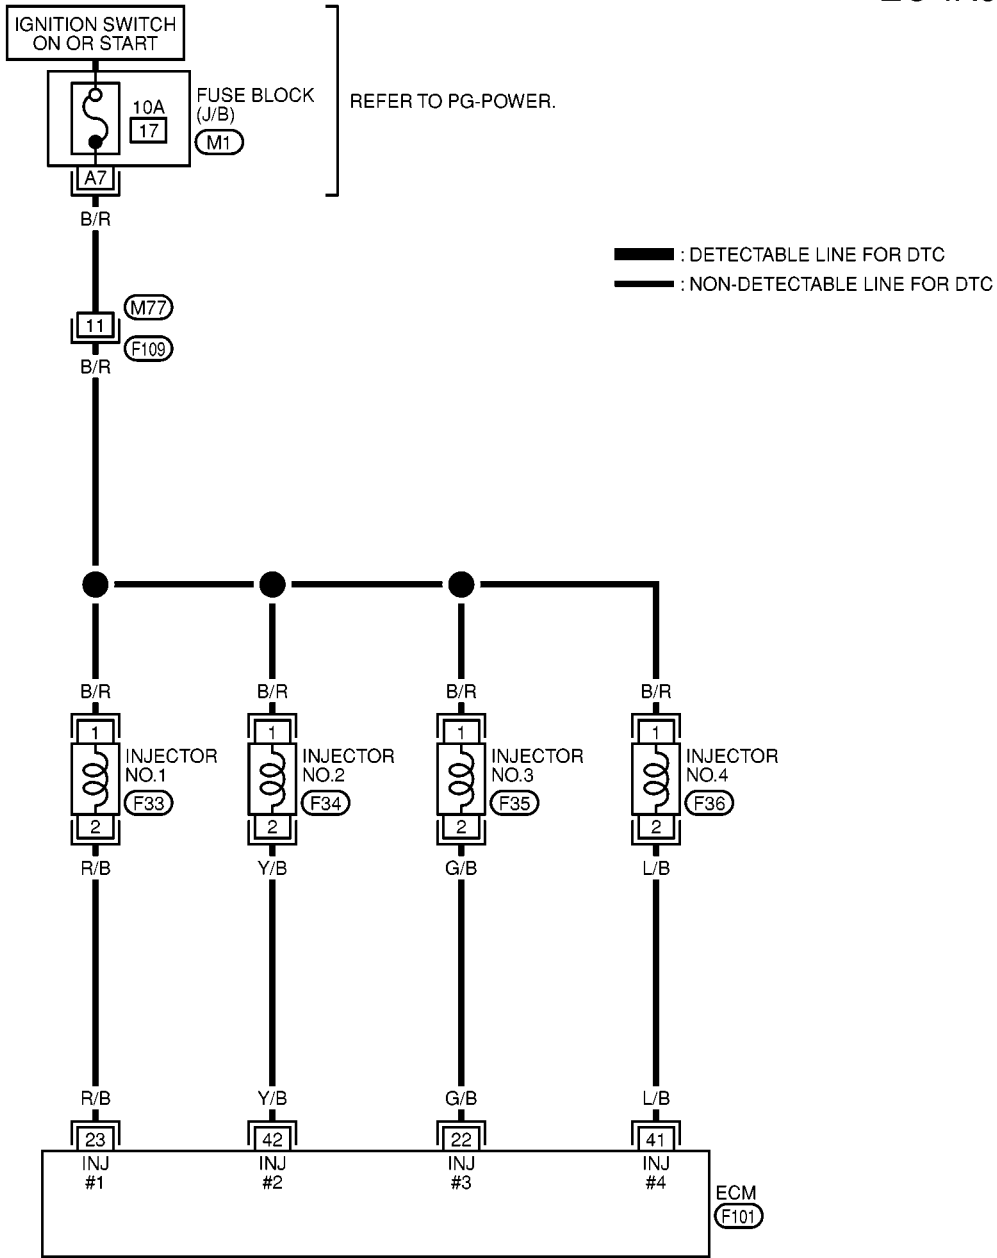 IGNITION SWITCH
ON OR START
10A
17
FUSE BLOCK
(J/B)
M1
REFER TO PG-POWER.
A7
B/R
: DETECTABLE LINE FOR DTC
: NON-DETECTABLE LINE FOR DTC
M77
11
F109
B/R
B/R B/R B/R B/R
1 1 1 1
INJECTOR INJECTOR INJECTOR INJECTOR
NO.1 NO.2 NO.3 NO.4
F33 F34 F35 F36
2 2 2 2
R/B Y/B G/B L/B
R/B Y/B G/B L/B
23 42 22 41
INJ INJ INJ INJ
#1 #2 #3 #4
ECM
F101